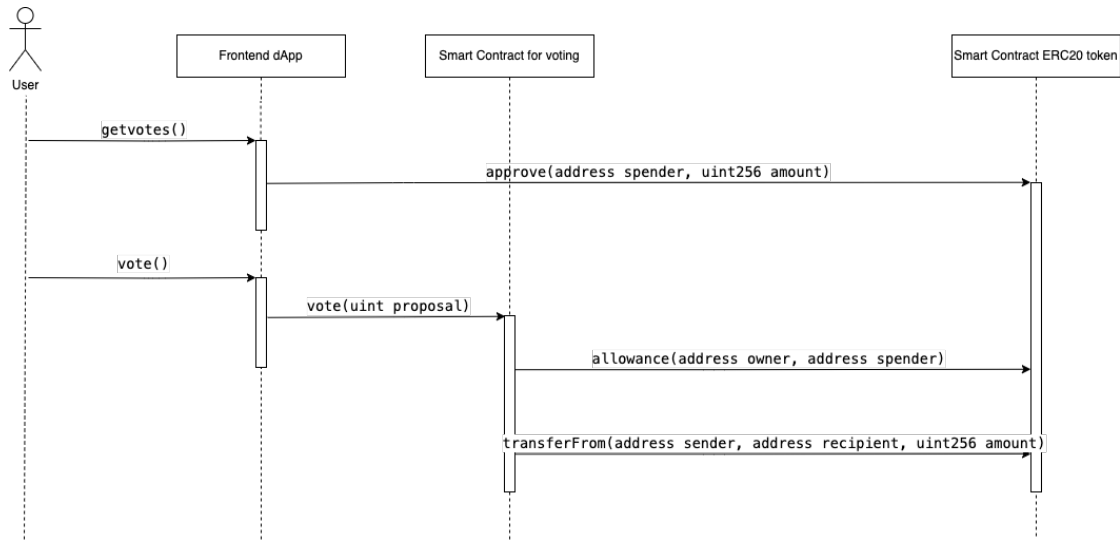 User
Frontend dApp
Smart Contract for voting
Smart Contract ERC20 token
getvotes()
approve(address spender, uint256 amount)
vote()
vote(uint proposal)
allowance(address owner, address spender)
transferFrom(address sender, address recipient, uint256 amount)